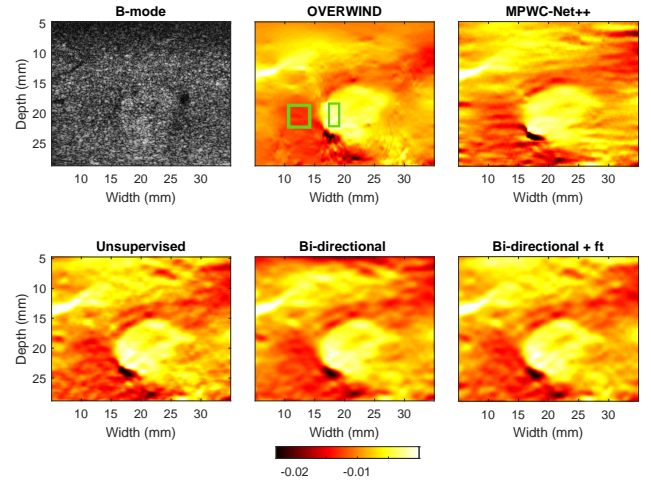 B-mode
OVERWIND
MPWC-Net++
5
10
15
20
25
Depth (mm)
10 15 20 25 30
10 15 20 25 30
10 15 20 25 30
Width (mm)
Width (mm)
Width (mm)
Unsupervised
Bi-directional
Bi-directional + ft
5
10
15
20
25
Depth (mm)
10 15 20 25 30
10 15 20 25 30
10 15 20 25 30
Width (mm)
Width (mm)
Width (mm)
-0.02 -0.01